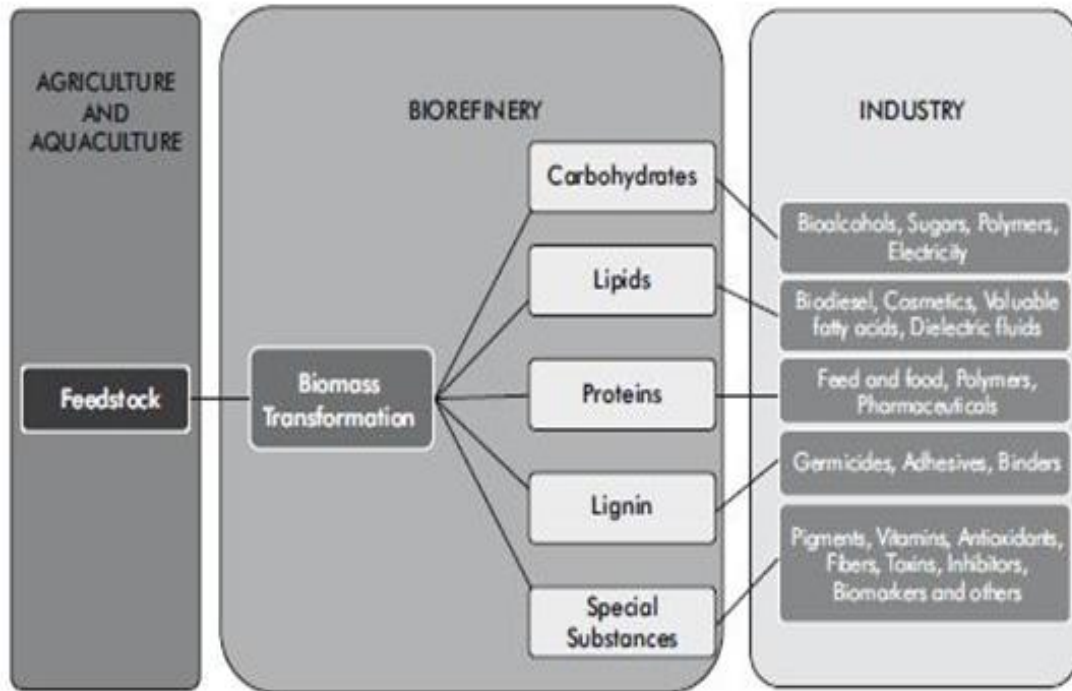 AGRICULTURE
AND
AQUACULTURE
Feedstock
BIOREFINERY
Biomass
Transformation
Carbohydrates
Lipids
Proteins
Lignin
Special
Substances
INDUSTRY
Bioalcohols, Sugars, Polymers,
Electricity
Biodiesel, Cosmetics, Valuable
fatty acids, Dielectric fluids
Feed and food, Polymers,
Pharmaceuticals
Germicides, Adhesives, Binders
Pigments, Vitamins, Antioxidants,
Fibers, Toxins, Inhibitors,
Biomarkers and others